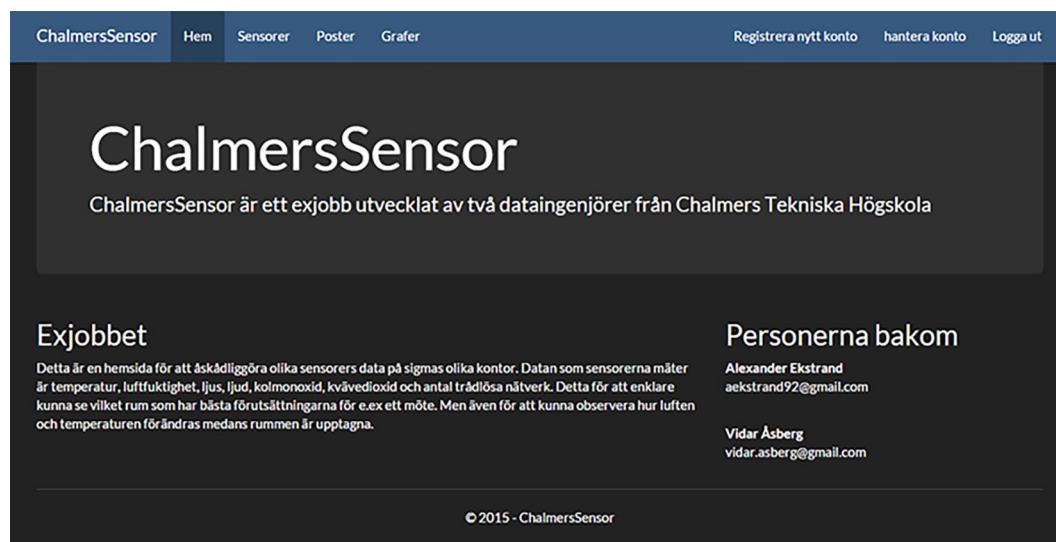 ChalmersSensor Hem Sensorer Poster Grafer Registrera nytt konto hantera konto Logga ut
ChalmersSensor
ChalmersSensor är ett exjobb utvecklat av två dataingenjörer från Chalmers Tekniska Högskola
Exjobbet
Detta är en hemsida för att åskådliggöra olika sensorers data på sigmas olika kontor. Datan som sensorerna mäter
är temperatur, luftfuktighet, ljus, ljud, kolmonoxid, kvävedioxid och antal trådlösa nätverk. Detta för att enklare
kunna se vilket rum som har bästa förutsättningarna för e.ex ett möte. Men även för att kunna observera hur luften
och temperaturen förändras medans rummen är upptagna.
Personerna bakom
Alexander Ekstrand
aekstrand92@gmail.com
Vidar Åsberg
vidar.asberg@gmail.com
© 2015 - ChalmersSensor